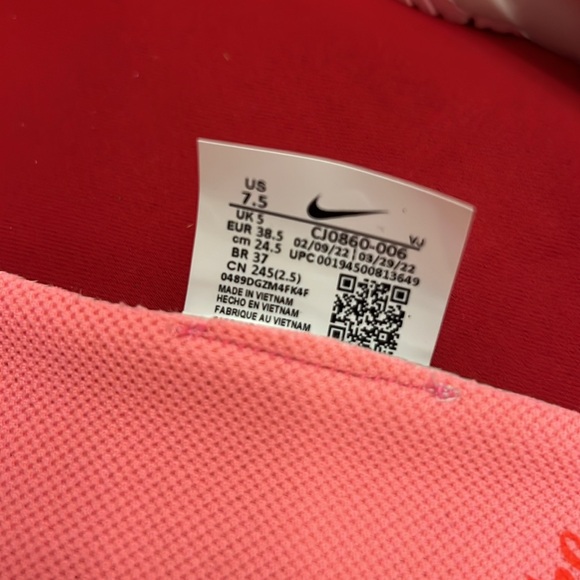 US
7.5
UK 5
EUR 38.5
cm 24.5
BR 37
CN 245(2.5)
0489DGZM4FK4F
MADE IN VIETNAM
HECHO EN VIETNAM
FABRIQUE AU VIETNAM
CJ0860-006
VJ
02/09/22 | 03/29/22
UPC 00194500813649